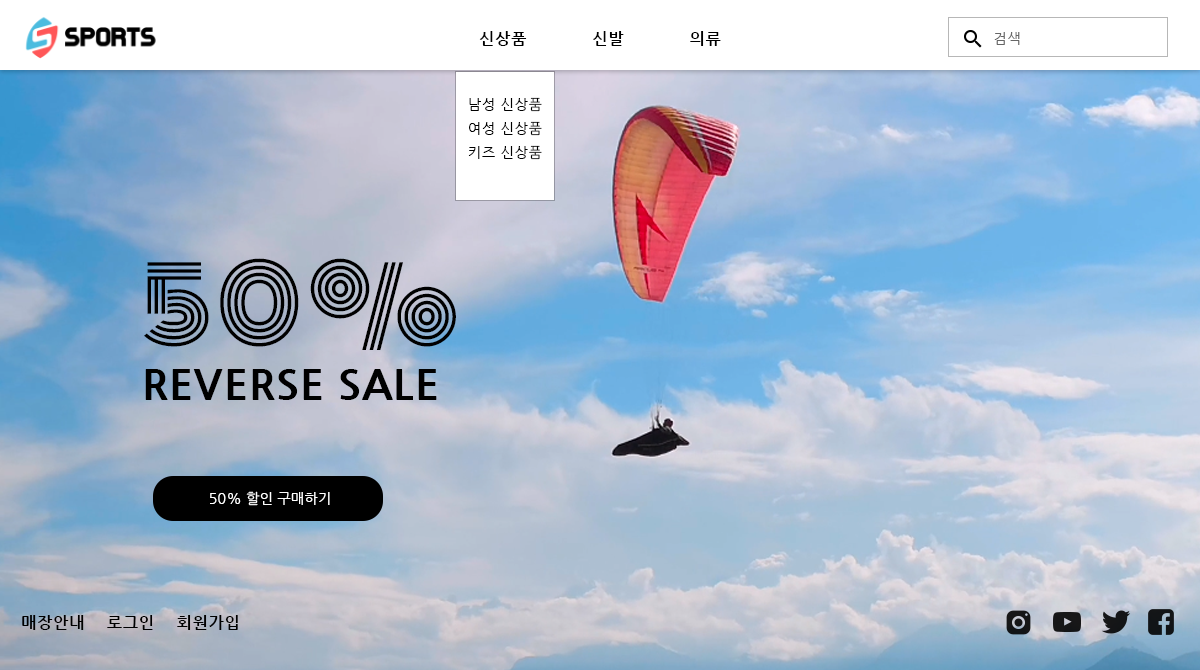 SPORTS
신상품 신발 의류
검색
남성 신상품
여성 신상품
키즈 신상품
50%
REVERSE SALE
50% 할인 구매하기
매장안내 로그인 회원가입